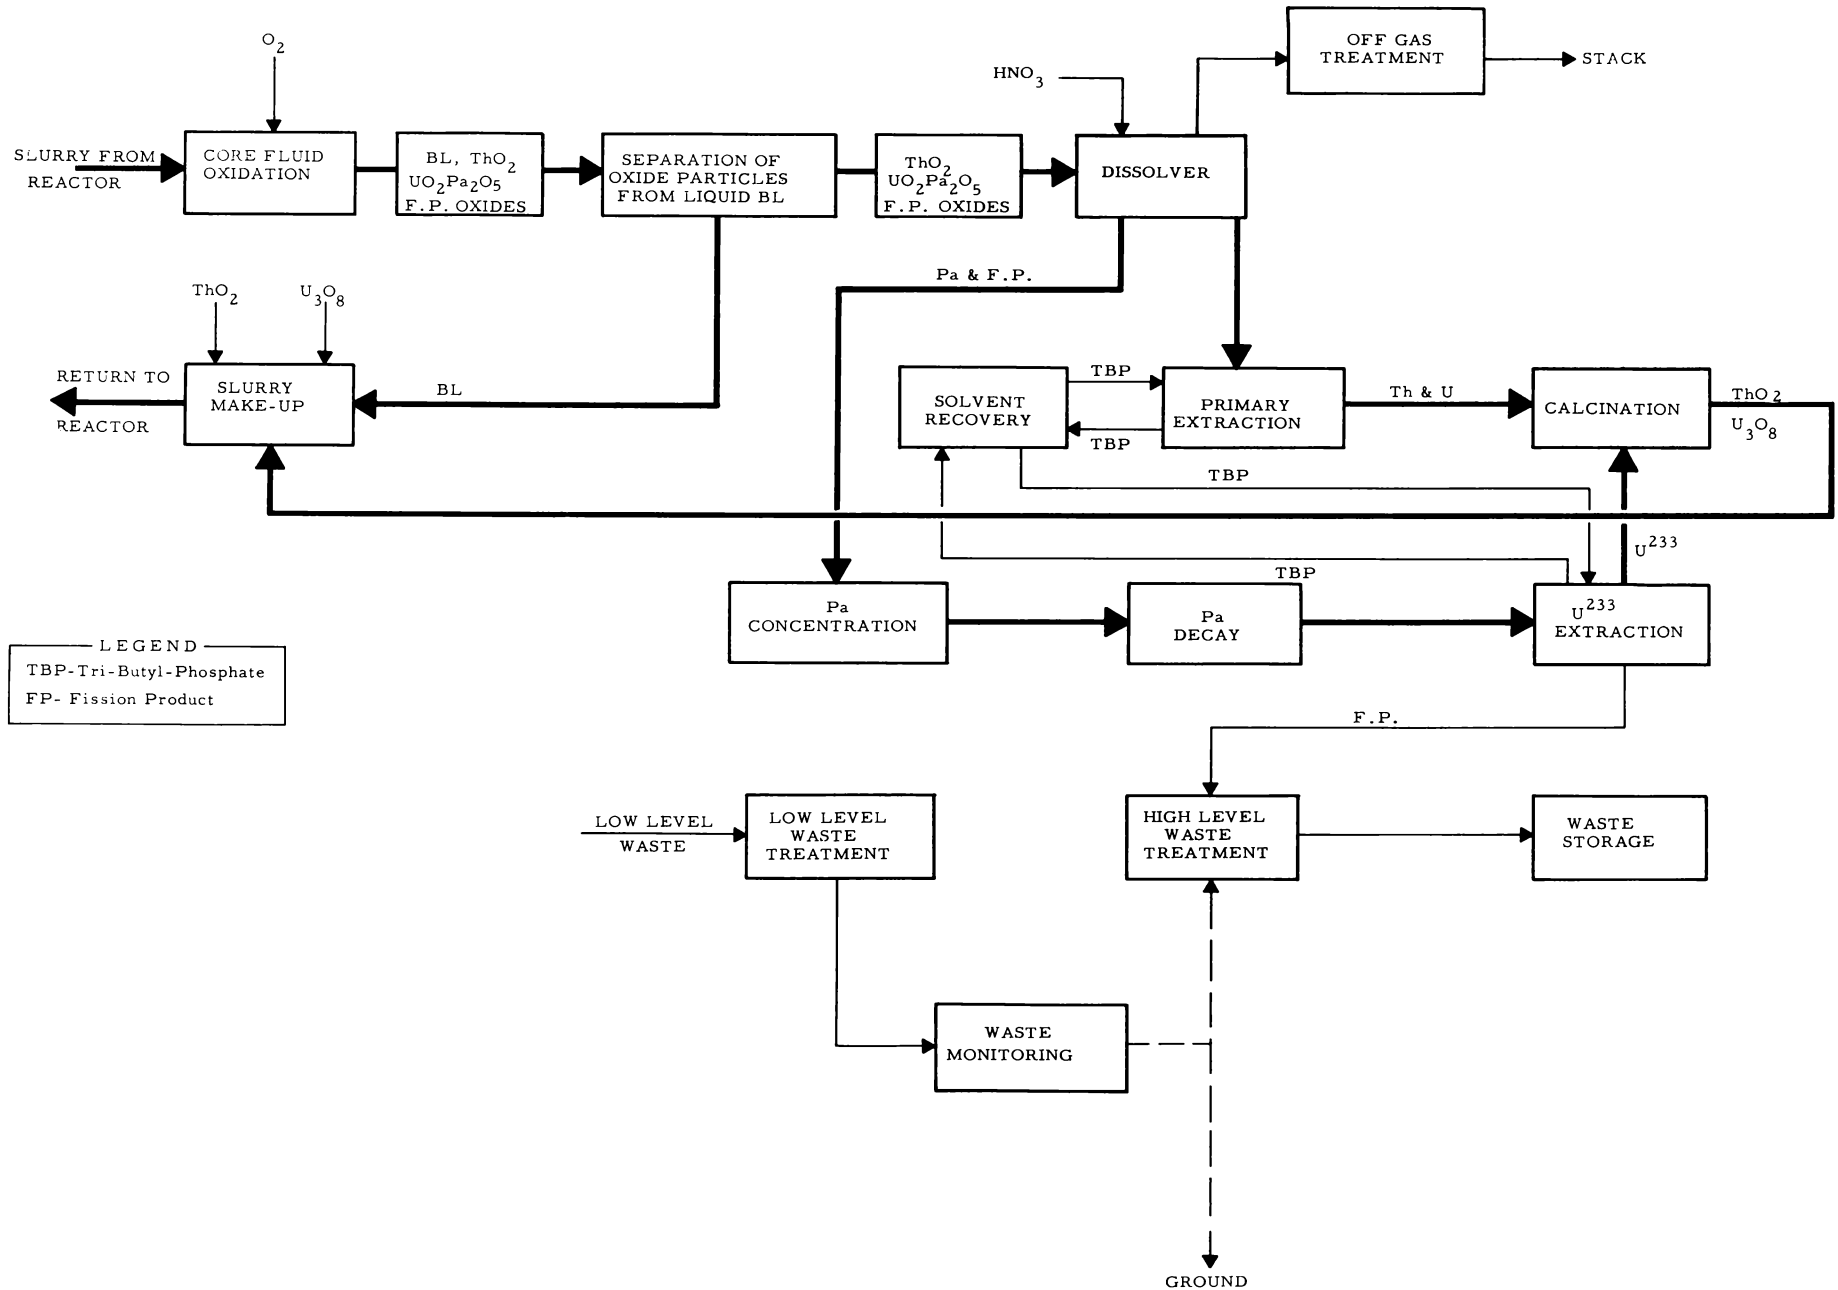 OFF GAS
TREATMENT
STACK
O2
HNO3
SLURRY FROM
REACTOR
CORE FLUID
OXIDATION
BL, ThO2
UO2Pa2O5
F.P. OXIDES
SEPARATION OF
OXIDE PARTICLES
FROM LIQUID BL
ThO2
UO2Pa2O5
F.P. OXIDES
DISSOLVER
Pa & F.P.
ThO2
U3O8
RETURN TO
REACTOR
SLURRY
MAKE-UP
BL
SOLVENT
RECOVERY
TBP
TBP
PRIMARY
EXTRACTION
Th & U
CALCINATION
ThO2
U3O8
TBP
U233
TBP
Pa
CONCENTRATION
Pa
DECAY
U233
EXTRACTION
LEGEND
TBP-Tri-Butyl-Phosphate
FP- Fission Product
F.P.
LOW LEVEL
WASTE
LOW LEVEL
WASTE
TREATMENT
HIGH LEVEL
WASTE
TREATMENT
WASTE
STORAGE
WASTE
MONITORING
GROUND